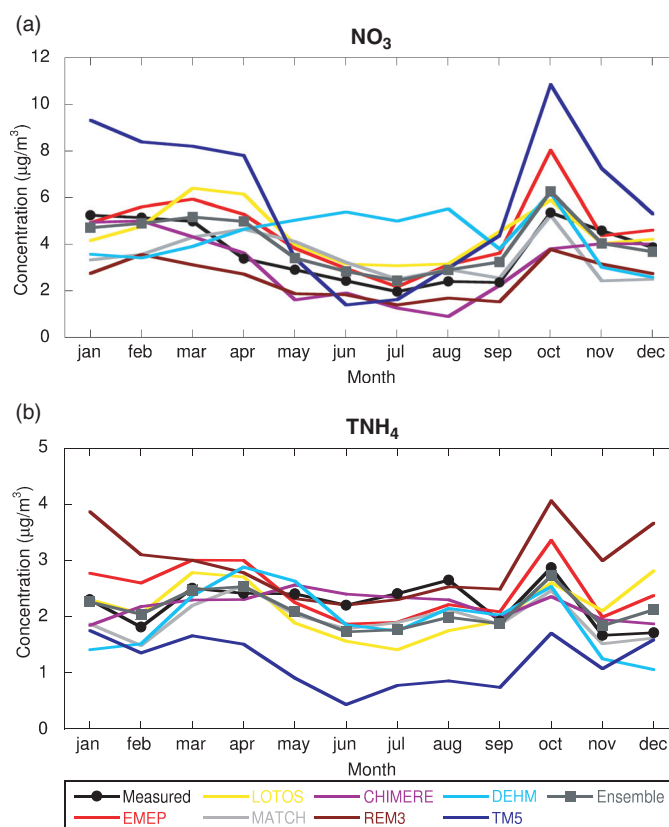 (a)
NO3
12
10
8
6
4
2
0
Concentration (μg/m3)
jan feb mar apr may jun jul aug sep oct nov dec
Month
(b)
TNH4
5
4
3
2
1
0
Concentration (μg/m3)
jan feb mar apr may jun jul aug sep oct nov dec
Month
Measured LOTOS CHIMERE DEHM Ensemble
EMEP MATCH REM3 TM5